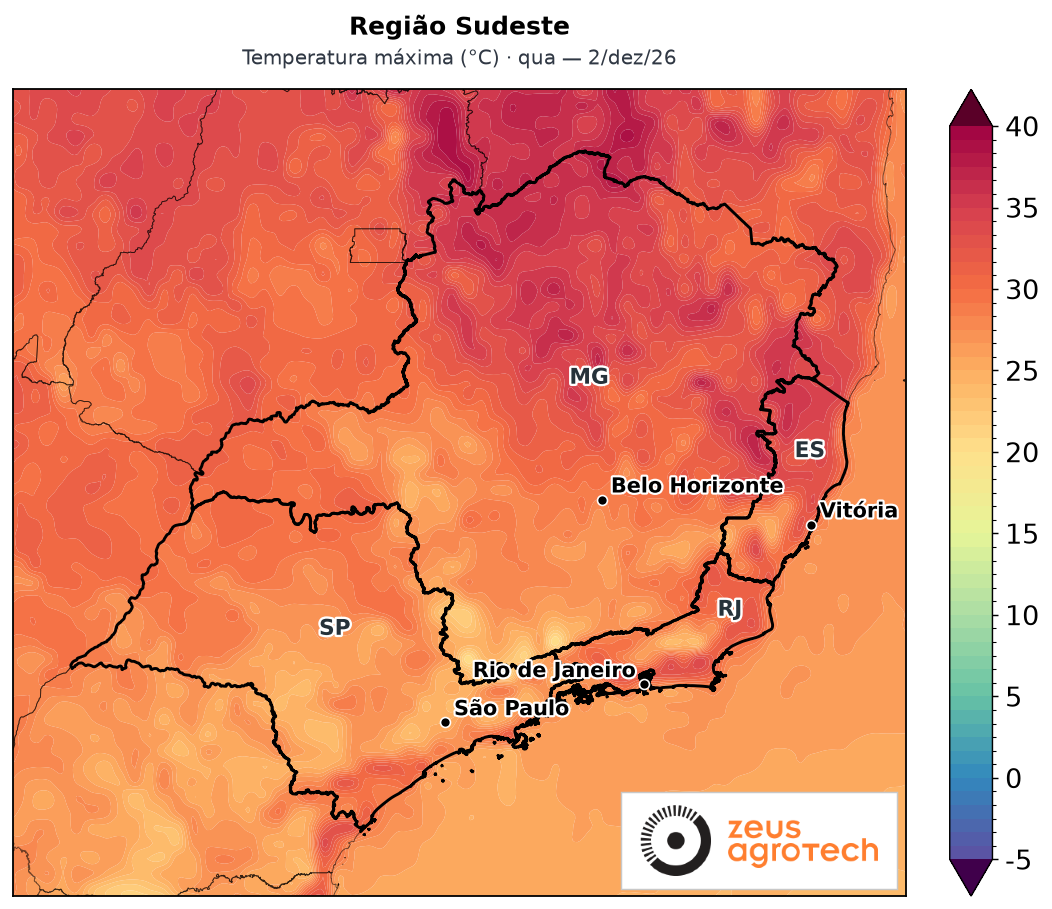 Região Sudeste
Temperatura máxima (°C) · qua — 2/dez/26
40
35
30
25
20
15
10
5
0
-5
MG
ES
Belo Horizonte
Vitória
RJ
SP
Rio de Janeiro
São Paulo
zeus
agrotech